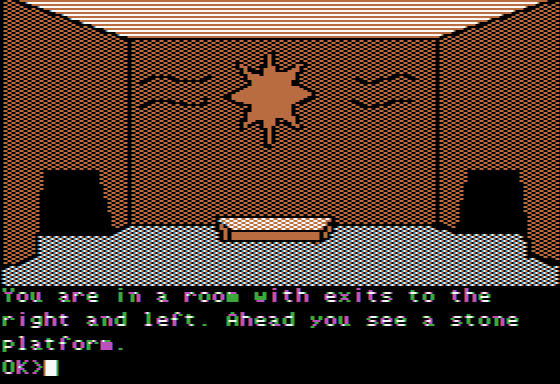 You are in a room with exits to the
right and left. Ahead you see a stone
platform.
OK>